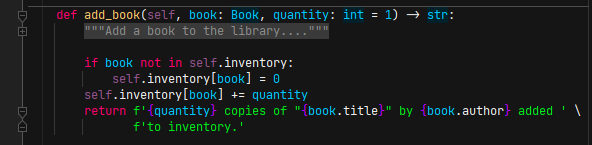 def add_book(self, book: Book, quantity: int = 1) -> str:
"""Add a book to the library...."""
if book not in self.inventory:
self.inventory[book] = 0
self.inventory[book] += quantity
return f'{quantity} copies of "{book.title}" by {book.author} added ' \
f'to inventory.'